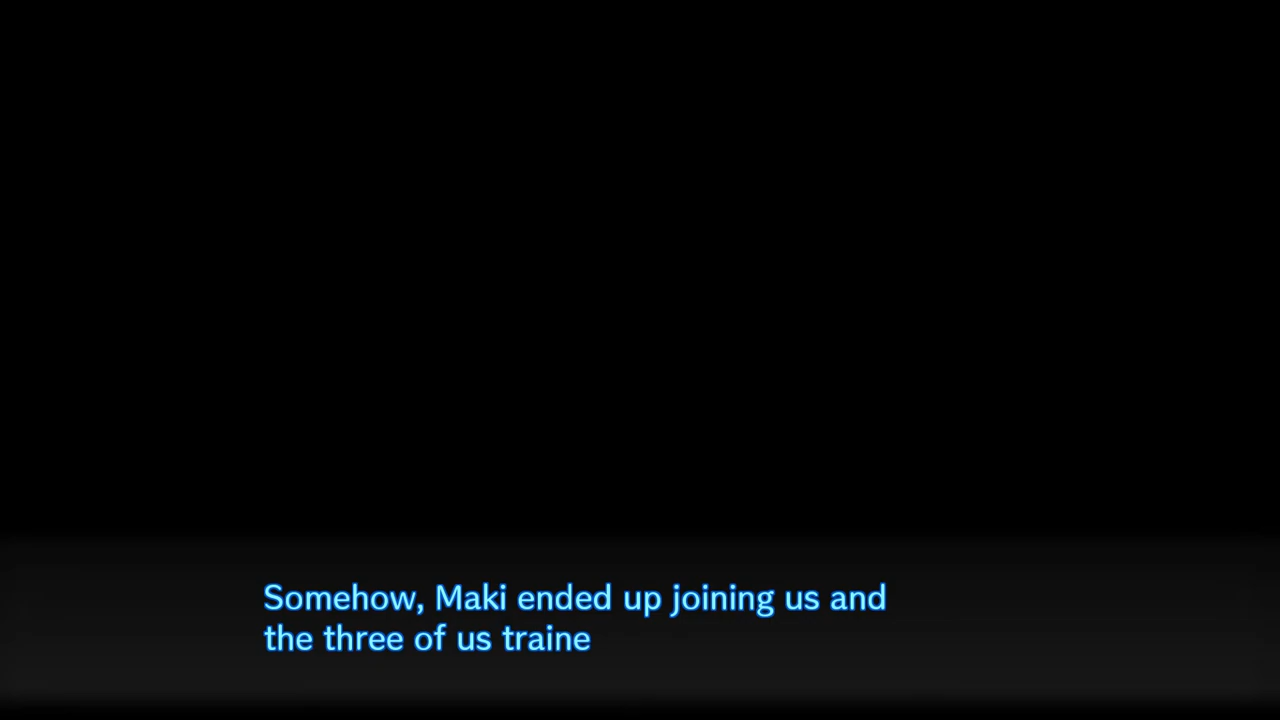 Somehow, Maki ended up joining us and
the three of us traine